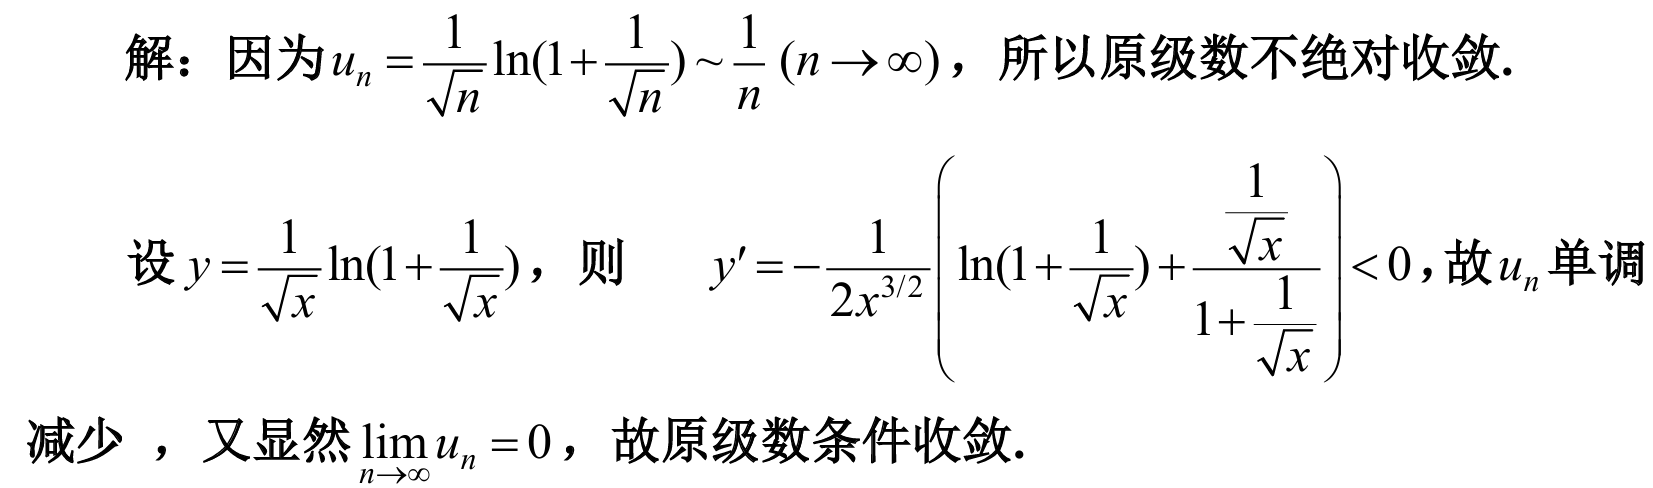 解：因为 $u_n = \frac{1}{\sqrt{n}} \ln(1+\frac{1}{\sqrt{n}}) \sim \frac{1}{n} \ (n \to \infty)$，所以原级数不绝对收敛.
设 $y = \frac{1}{\sqrt{x}} \ln(1+\frac{1}{\sqrt{x}})$，则 $y' = -\frac{1}{2x^{3/2}} \left( \ln(1+\frac{1}{\sqrt{x}}) + \frac{\frac{1}{\sqrt{x}}}{1+\frac{1}{\sqrt{x}}} \right) < 0$，故 $u_n$ 单调
减少 ，又显然 $\lim\limits_{n \to \infty} u_n = 0$，故原级数条件收敛.